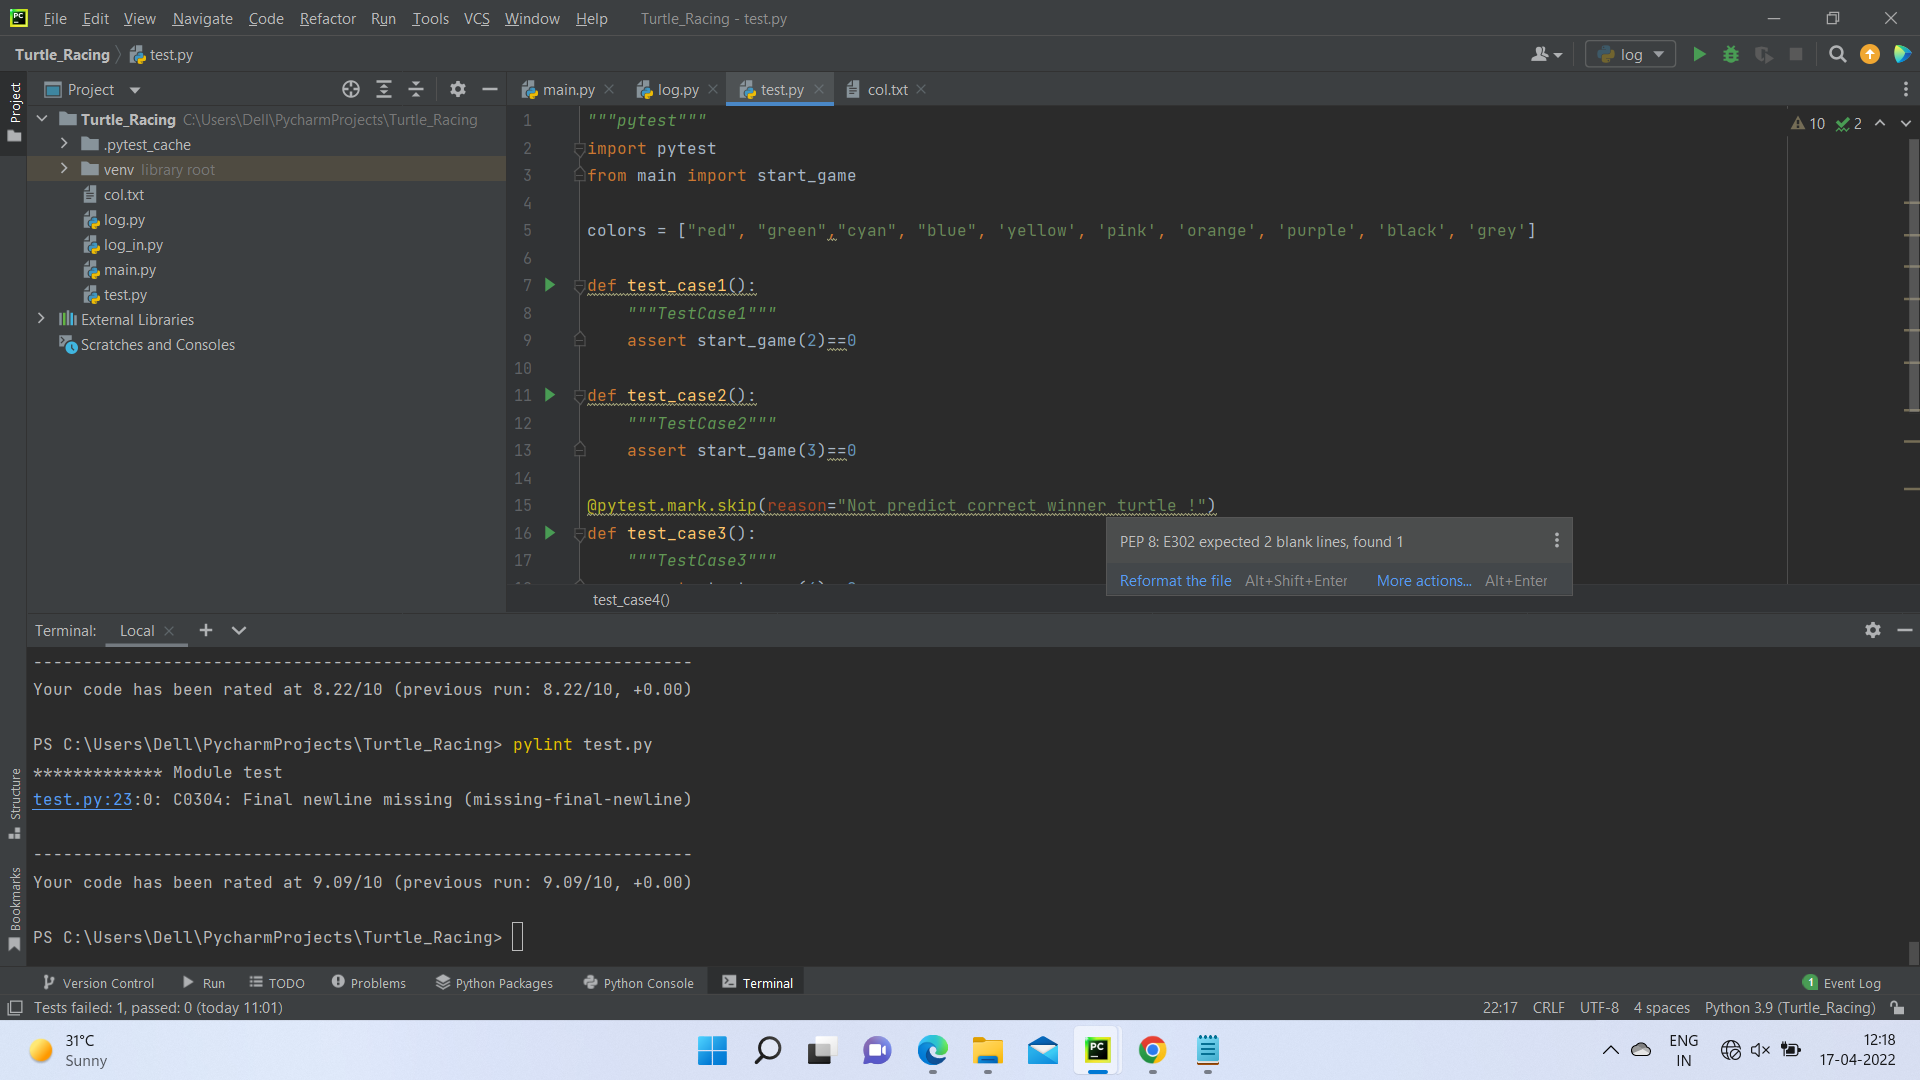 File Edit View Navigate Code Refactor Run Tools VCS Window Help Turtle_Racing - test.py
Turtle_Racing test.py
log
Project
main.py log.py test.py col.txt
Project
Turtle_Racing C:\Users\Dell\PycharmProjects\Turtle_Racing
.pytest_cache
venv library root
col.txt
log.py
log_in.py
main.py
test.py
External Libraries
Scratches and Consoles
10 2
1 """pytest"""
2 import pytest
3 from main import start_game
4
5 colors = ["red", "green","cyan", "blue", 'yellow', 'pink', 'orange', 'purple', 'black', 'grey']
6
7 def test_case1():
8 """TestCase1"""
9 assert start_game(2)==0
10
11 def test_case2():
12 """TestCase2"""
13 assert start_game(3)==0
14
15 @pytest.mark.skip(reason="Not predict correct winner turtle !")
16 def test_case3():
17 """TestCase3"""
PEP 8: E302 expected 2 blank lines, found 1
Reformat the file Alt+Shift+Enter More actions... Alt+Enter
test_case4()
Terminal: Local
-----------------------------------------------------------------
Your code has been rated at 8.22/10 (previous run: 8.22/10, +0.00)
PS C:\Users\Dell\PycharmProjects\Turtle_Racing> pylint test.py
************* Module test
test.py:23:0: C0304: Final newline missing (missing-final-newline)
-----------------------------------------------------------------
Your code has been rated at 9.09/10 (previous run: 9.09/10, +0.00)
PS C:\Users\Dell\PycharmProjects\Turtle_Racing>
Structure
Bookmarks
Version Control Run TODO Problems Python Packages Python Console Terminal 1 Event Log
Tests failed: 1, passed: 0 (today 11:01) 22:17 CRLF UTF-8 4 spaces Python 3.9 (Turtle_Racing)
31°C
Sunny
PC
ENG
IN
12:18
17-04-2022